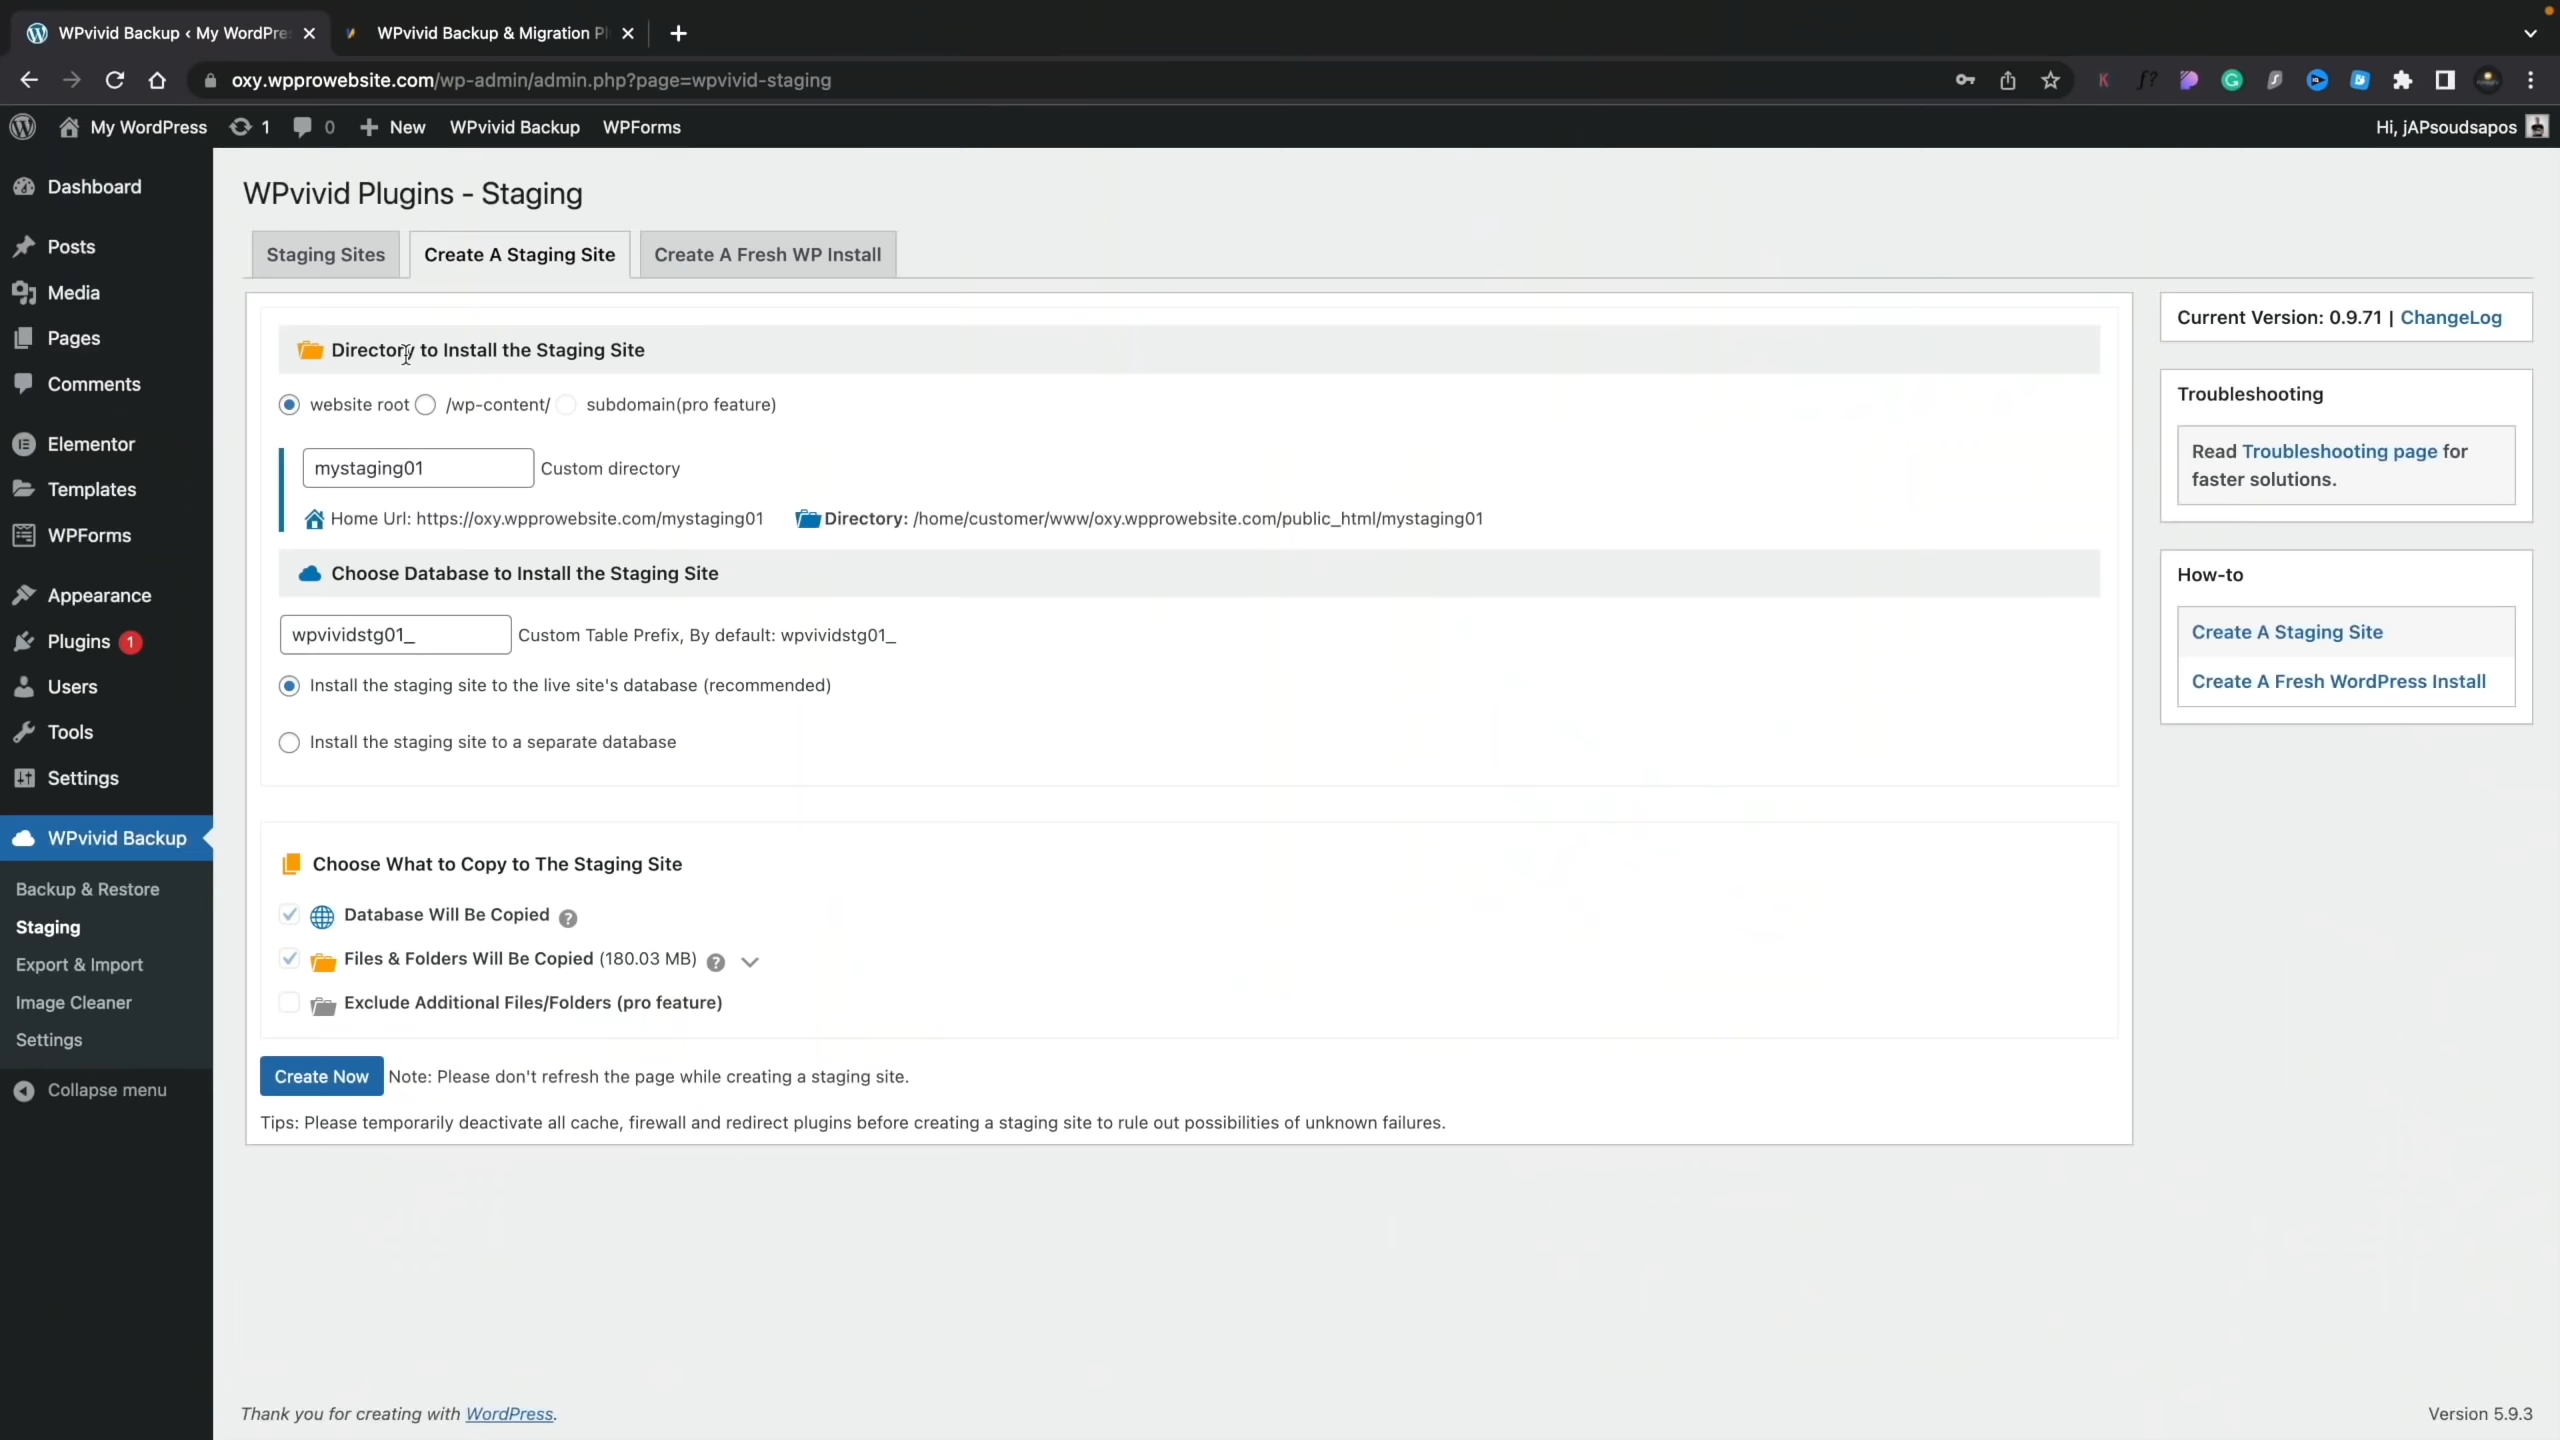 WPvivid Backup ‹ My WordPre
WPvivid Backup & Migration Pl
oxy.wpprowebsite.com/wp-admin/admin.php?page=wpvivid-staging
My WordPress
1
0
New
WPvivid Backup
WPForms
Hi, jAPsoudsapos
Dashboard
Posts
Media
Pages
Comments
Elementor
Templates
WPForms
Appearance
Plugins 1
Users
Tools
Settings
WPvivid Backup
Backup & Restore
Staging
Export & Import
Image Cleaner
Settings
Collapse menu
WPvivid Plugins - Staging
Staging Sites
Create A Staging Site
Create A Fresh WP Install
Directory to Install the Staging Site
website root /wp-content/ subdomain(pro feature)
mystaging01 Custom directory
Home Url: https://oxy.wpprowebsite.com/mystaging01 Directory: /home/customer/www/oxy.wpprowebsite.com/public_html/mystaging01
Choose Database to Install the Staging Site
wpvividstg01_ Custom Table Prefix, By default: wpvividstg01_
Install the staging site to the live site's database (recommended)
Install the staging site to a separate database
Choose What to Copy to The Staging Site
Database Will Be Copied ?
Files & Folders Will Be Copied (180.03 MB) ?
Exclude Additional Files/Folders (pro feature)
Create Now Note: Please don't refresh the page while creating a staging site.
Tips: Please temporarily deactivate all cache, firewall and redirect plugins before creating a staging site to rule out possibilities of unknown failures.
Current Version: 0.9.71 | ChangeLog
Troubleshooting
Read Troubleshooting page for
faster solutions.
How-to
Create A Staging Site
Create A Fresh WordPress Install
Thank you for creating with WordPress.
Version 5.9.3